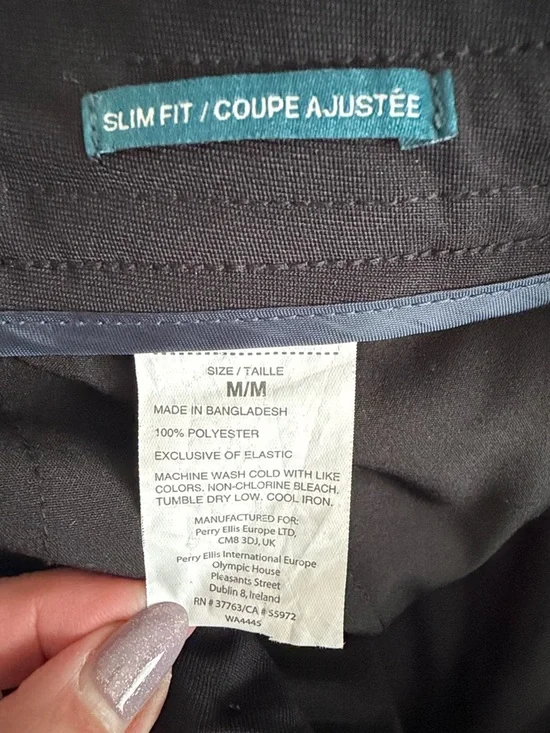 SLIM FIT / COUPE AJUSTÉE
SIZE / TAILLE
M/M
MADE IN BANGLADESH
100% POLYESTER
EXCLUSIVE OF ELASTIC
MACHINE WASH COLD WITH LIKE
COLORS. NON-CHLORINE BLEACH.
TUMBLE DRY LOW. COOL IRON.
MANUFACTURED FOR:
Perry Ellis Europe LTD,
CM8 3DJ, UK
Perry Ellis International Europe
Olympic House
Pleasants Street
Dublin 8, Ireland
RN # 37763/CA # 55972
WA4445